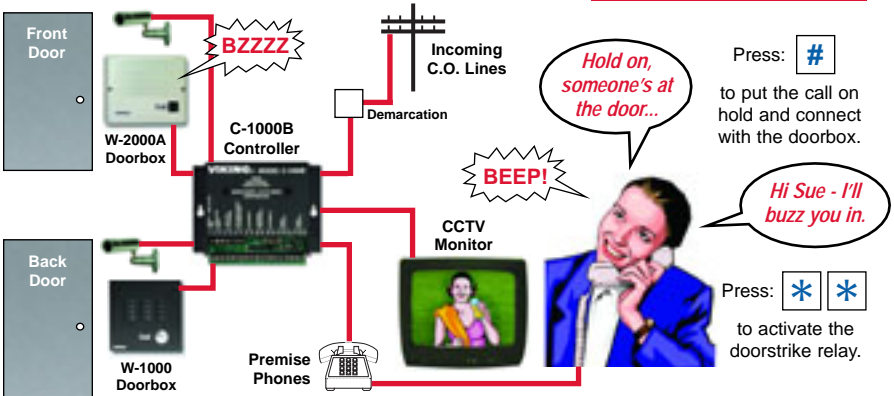 Front
Door
BZZZZ
W-2000A
Doorbox
C-1000B
Controller
VIKING
Incoming
C.O. Lines
Demarcation
Hold on,
someone's at
the door...
Press: #
to put the call on
hold and connect
with the doorbox.
BEEP!
Hi Sue - I'll
buzz you in.
Press: * *
to activate the
doorstrike relay.
CCTV
Monitor
Back
Door
W-1000
Doorbox
Premise
Phones